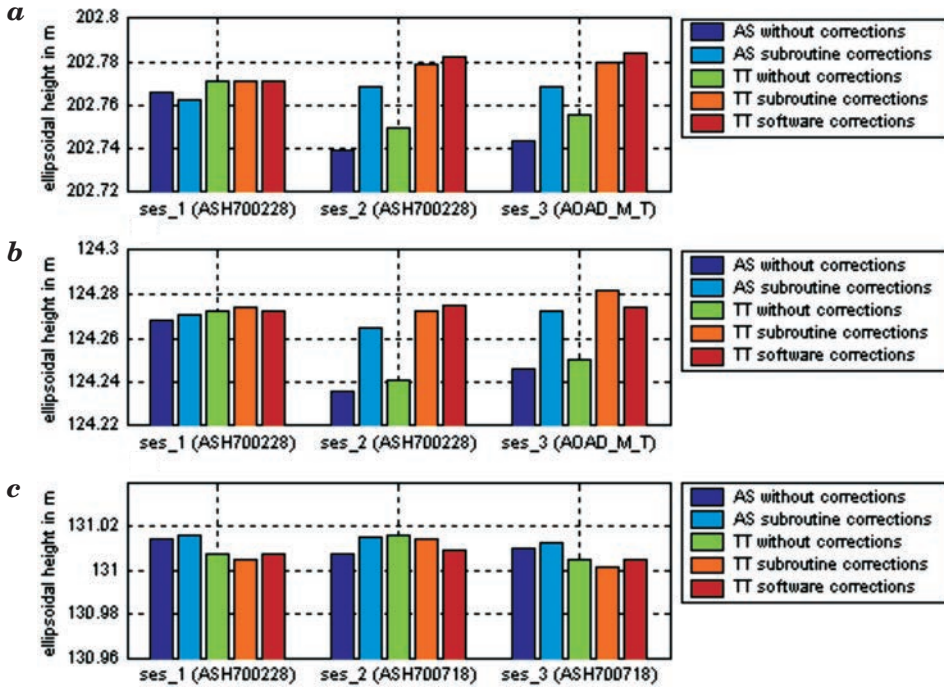 a
ellipsoidal height in m
202.8
202.78
202.76
202.74
202.72
ses_1 (ASH700228)
ses_2 (ASH700228)
ses_3 (AOAD_M_T)
AS without corrections
AS subroutine corrections
TT without corrections
TT subroutine corrections
TT software corrections
b
ellipsoidal height in m
124.3
124.28
124.26
124.24
124.22
ses_1 (ASH700228)
ses_2 (ASH700228)
ses_3 (AOAD_M_T)
AS without corrections
AS subroutine corrections
TT without corrections
TT subroutine corrections
TT software corrections
c
ellipsoidal height in m
131.02
131
130.98
130.96
ses_1 (ASH700228)
ses_2 (ASH700718)
ses_3 (ASH700718)
AS without corrections
AS subroutine corrections
TT without corrections
TT subroutine corrections
TT software corrections